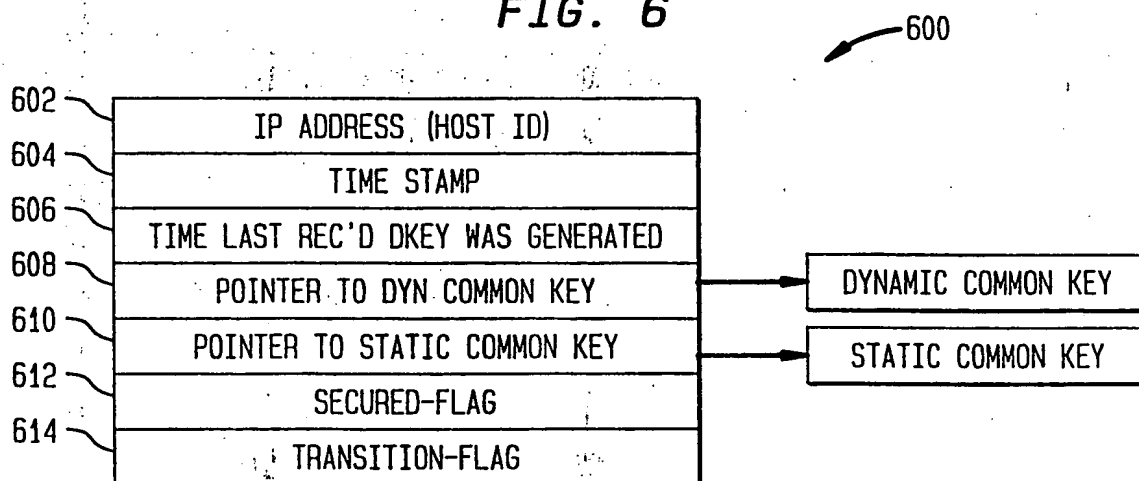 FIG. 6
600
602 IP ADDRESS (HOST ID)
604 TIME STAMP
606 TIME LAST REC'D DKEY WAS GENERATED
608 POINTER TO DYN COMMON KEY DYNAMIC COMMON KEY
610 POINTER TO STATIC COMMON KEY STATIC COMMON KEY
612 SECURED-FLAG
614 TRANSITION-FLAG